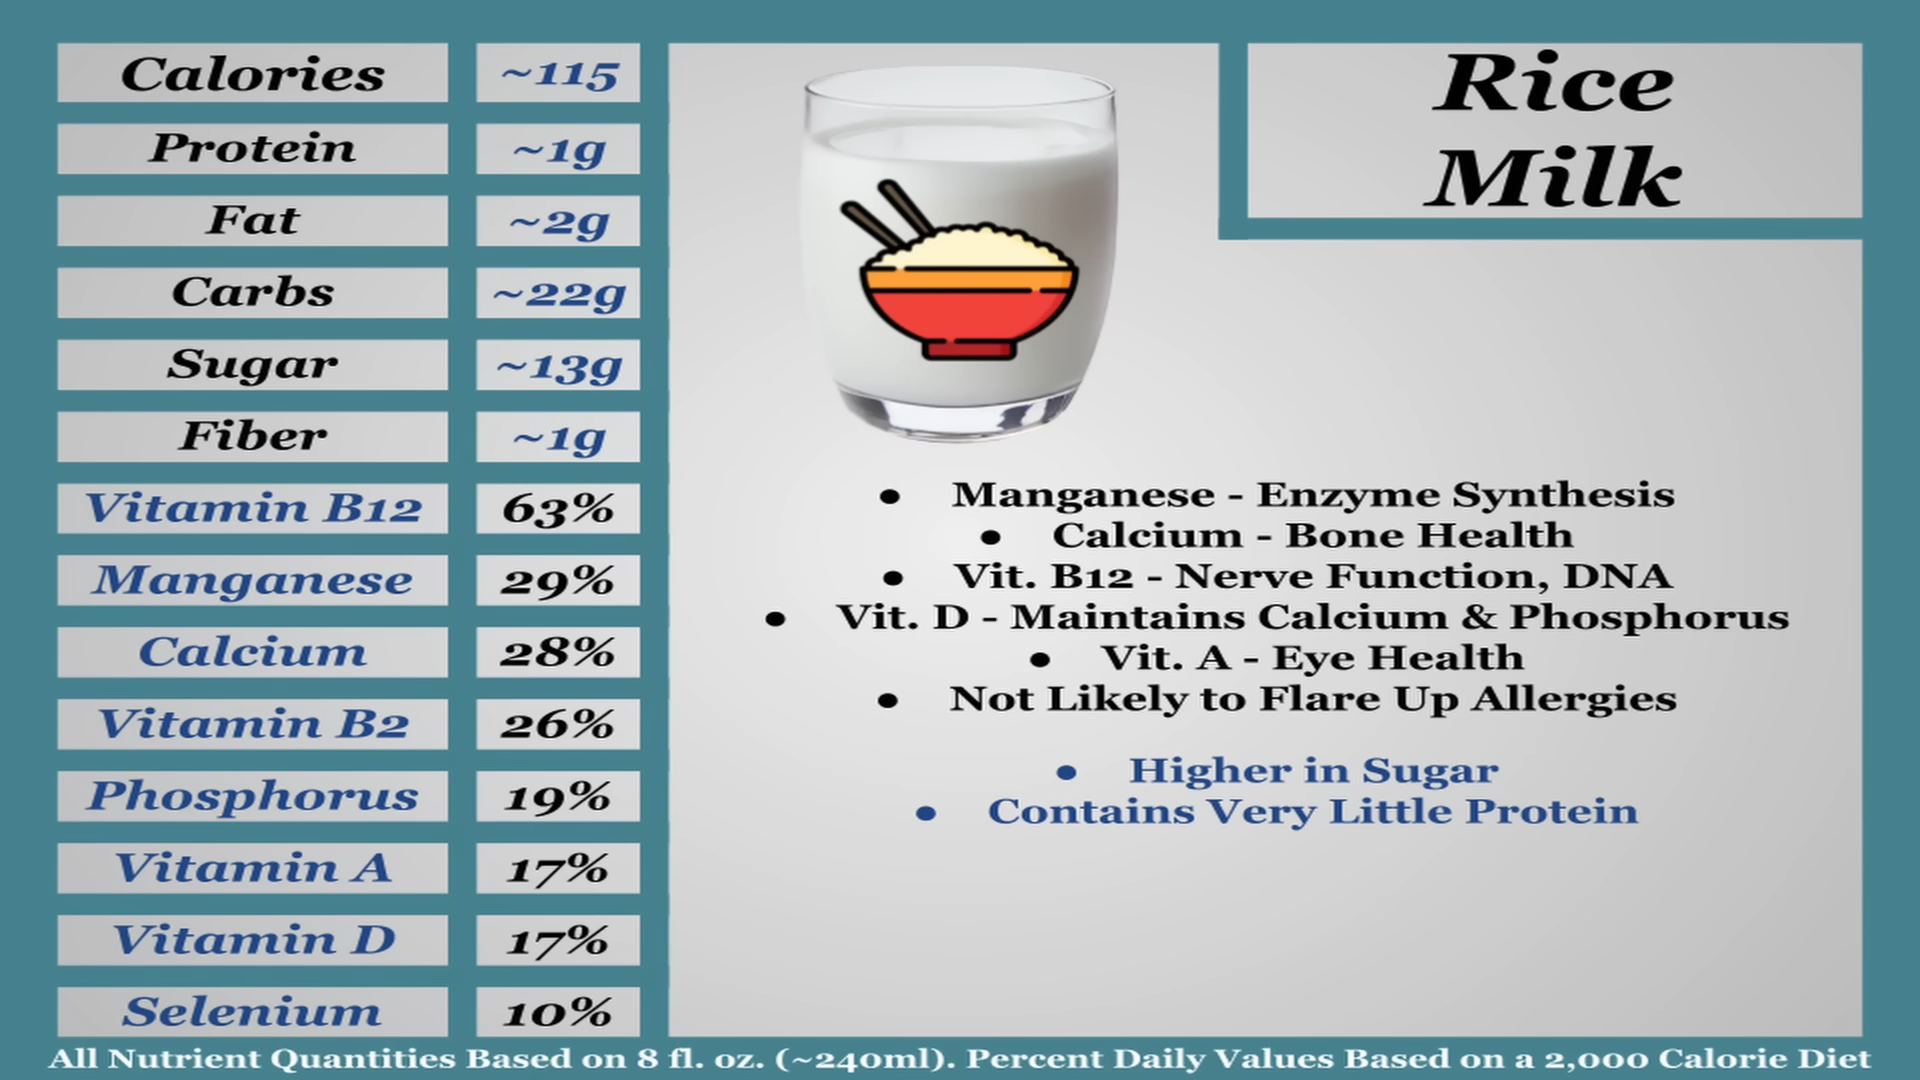 Calories ~115
Protein ~1g
Fat ~2g
Carbs ~22g
Sugar ~13g
Fiber ~1g
Vitamin B12 63%
Manganese 29%
Calcium 28%
Vitamin B2 26%
Phosphorus 19%
Vitamin A 17%
Vitamin D 17%
Selenium 10%
Rice
Milk
● Manganese - Enzyme Synthesis
● Calcium - Bone Health
● Vit. B12 - Nerve Function, DNA
● Vit. D - Maintains Calcium & Phosphorus
● Vit. A - Eye Health
● Not Likely to Flare Up Allergies
● Higher in Sugar
● Contains Very Little Protein
All Nutrient Quantities Based on 8 fl. oz. (~240ml). Percent Daily Values Based on a 2,000 Calorie Diet